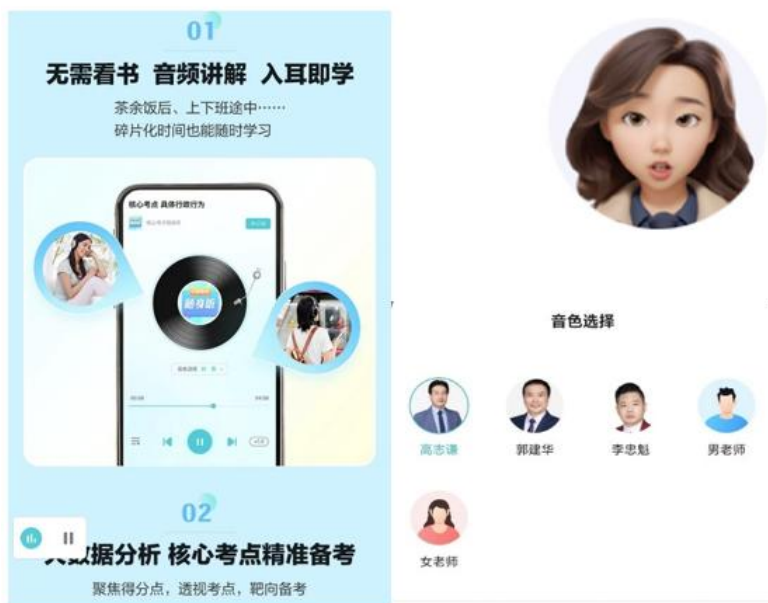 01
无需看书 音频讲解 入耳即学
茶余饭后、上下班途中……
碎片化时间也能随时学习
核心考点 具体行政行为
随身听
02
大数据分析 核心考点精准备考
聚焦得分点，透视考点，靶向备考
音色选择
高志谦
郭建华
李忠魁
男老师
女老师